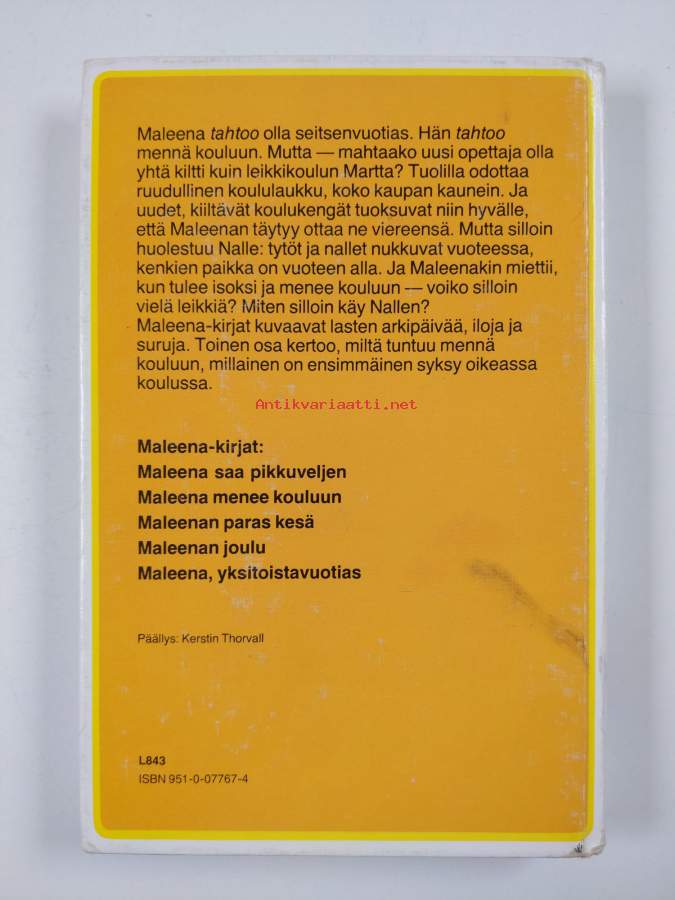 Maleena tahtoo olla seitsenvuotias. Hän tahtoo
mennä kouluun. Mutta — mahtaako uusi opettaja olla
yhtä kiltti kuin leikkikoulun Martta? Tuolilla odottaa
ruudullinen koululaukku, koko kaupan kaunein. Ja
uudet, kiiltävät koulukengät tuoksuvat niin hyvälle,
että Maleenan täytyy ottaa ne viereensä. Mutta silloin
huolestuu Nalle: tytöt ja nallet nukkuvat vuoteessa,
kenkien paikka on vuoteen alla. Ja Maleenakin miettii,
kun tulee isoksi ja menee kouluun — voiko silloin
vielä leikkiä? Miten silloin käy Nallen?
Maleena-kirjat kuvaavat lasten arkipäivää, iloja ja
suruja. Toinen osa kertoo, miltä tuntuu mennä
kouluun, millainen on ensimmäinen syksy oikeassa
koulussa.
Antikvariaatti.net
Maleena-kirjat:
Maleena saa pikkuveljen
Maleena menee kouluun
Maleenan paras kesä
Maleenan joulu
Maleena, yksitoistavuotias
Päällys: Kerstin Thorvall
L843
ISBN 951-0-07767-4